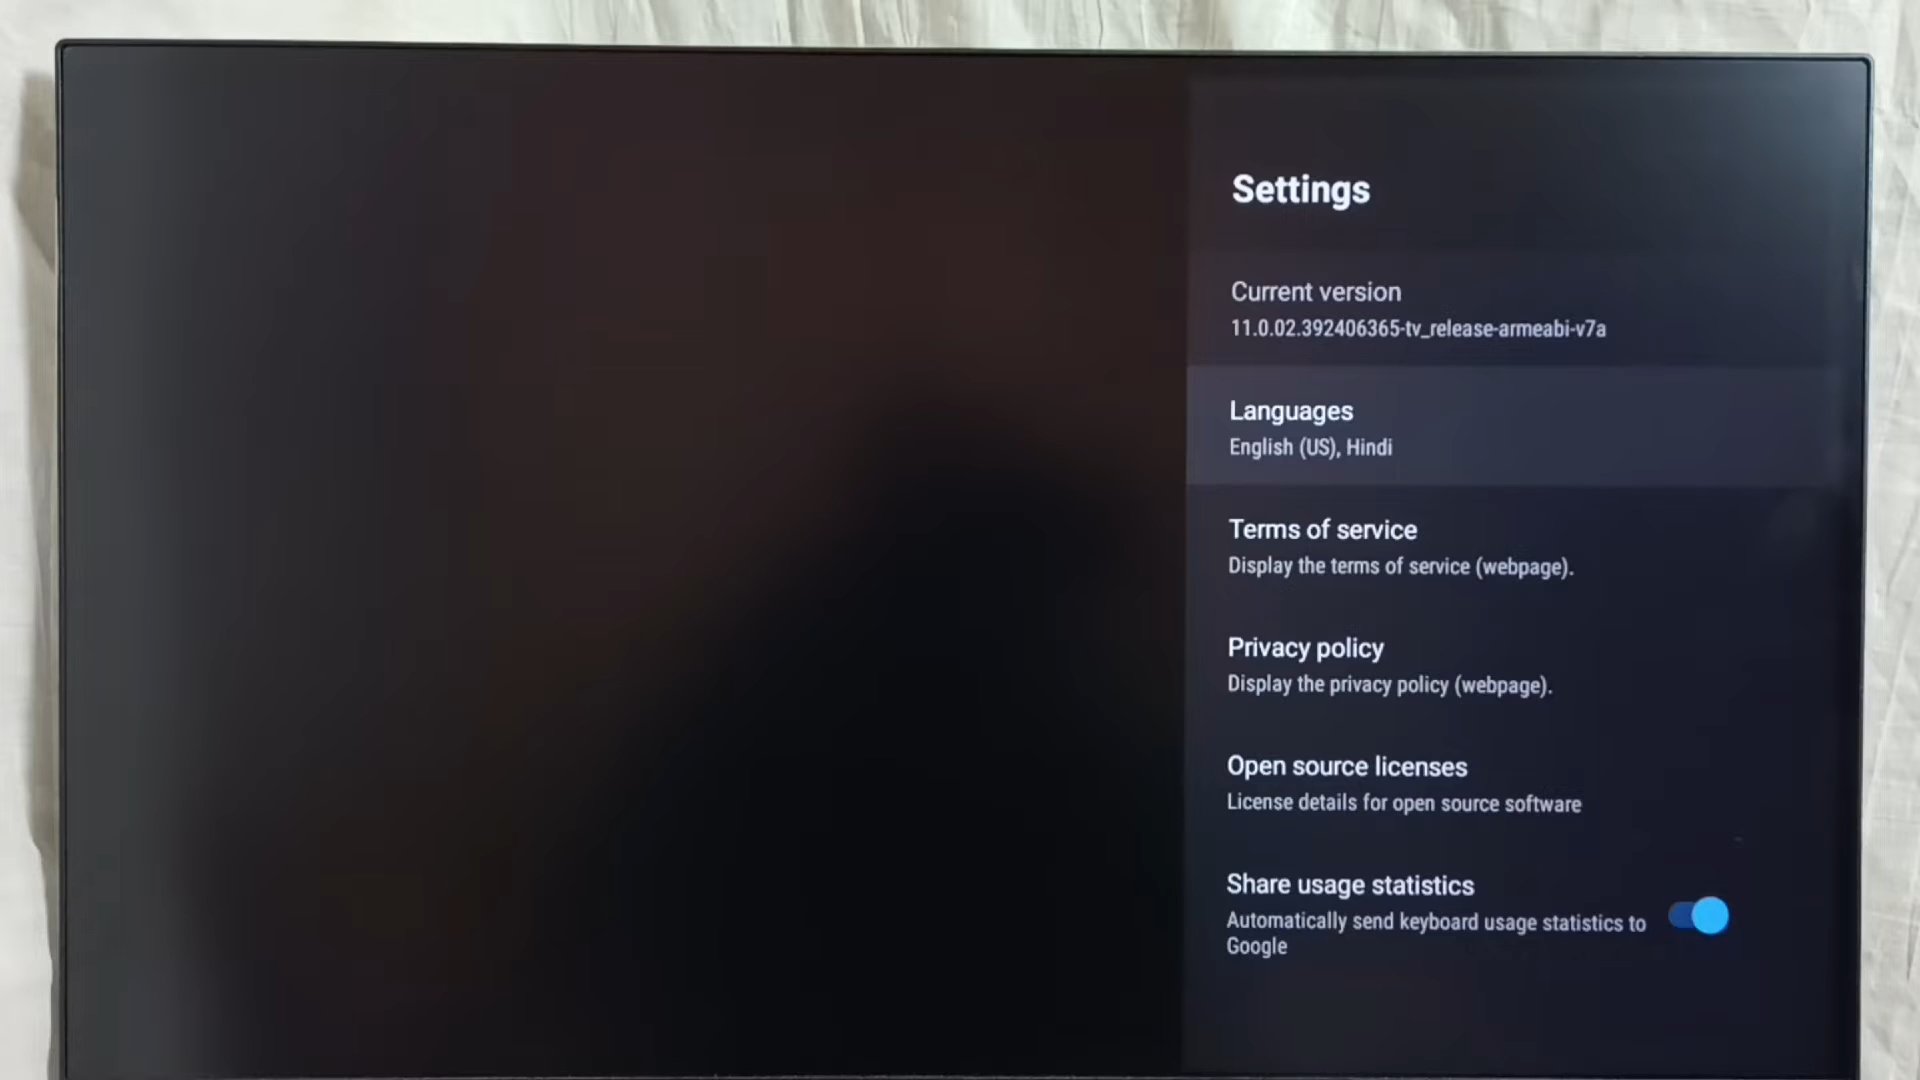 Settings
Current version
11.0.02.392406365-tv_release-armeabi-v7a
Languages
English (US), Hindi
Terms of service
Display the terms of service (webpage).
Privacy policy
Display the privacy policy (webpage).
Open source licenses
License details for open source software
Share usage statistics
Automatically send keyboard usage statistics to
Google